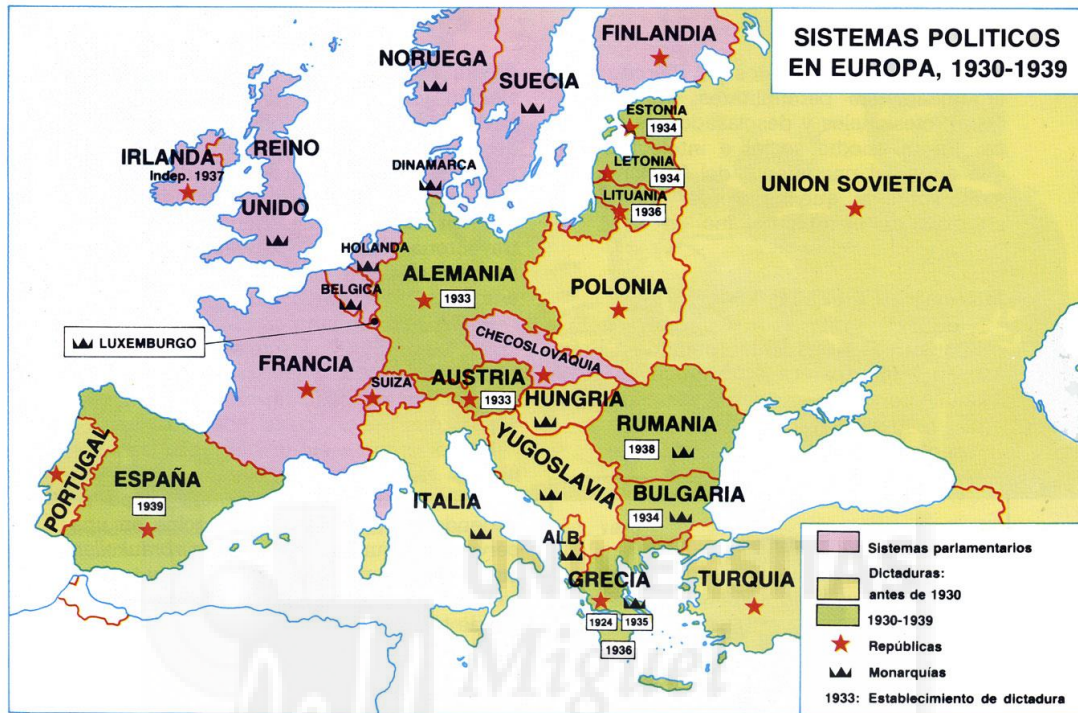 SISTEMAS POLITICOS
EN EUROPA, 1930-1939
NORUEGA
SUECIA
FINLANDIA
ESTONIA
1934
LETONIA
1934
LITUANIA
1936
UNION SOVIETICA
IRLANDA
Indep. 1937
REINO
UNIDO
DINAMARCA
HOLANDA
BELGICA
LUXEMBURGO
ALEMANIA
1933
POLONIA
CHECOSLOVAQUIA
FRANCIA
SUIZA
AUSTRIA
1933
HUNGRIA
RUMANIA
1938
YUGOSLAVIA
BULGARIA
1934
PORTUGAL
ESPAÑA
1939
ITALIA
ALB.
GRECIA
1924
1935
1936
TURQUIA
Sistemas parlamentarios
Dictaduras:
antes de 1930
1930-1939
Repúblicas
Monarquías
1933: Establecimiento de dictadura
UNIVERSITAS
Miguel